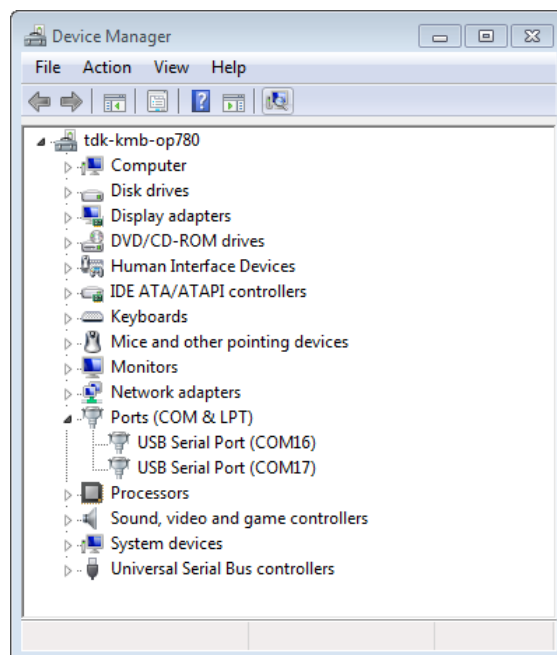 Device Manager
File Action View Help
tdk-kmb-op780
Computer
Disk drives
Display adapters
DVD/CD-ROM drives
Human Interface Devices
IDE ATA/ATAPI controllers
Keyboards
Mice and other pointing devices
Monitors
Network adapters
Ports (COM & LPT)
USB Serial Port (COM16)
USB Serial Port (COM17)
Processors
Sound, video and game controllers
System devices
Universal Serial Bus controllers